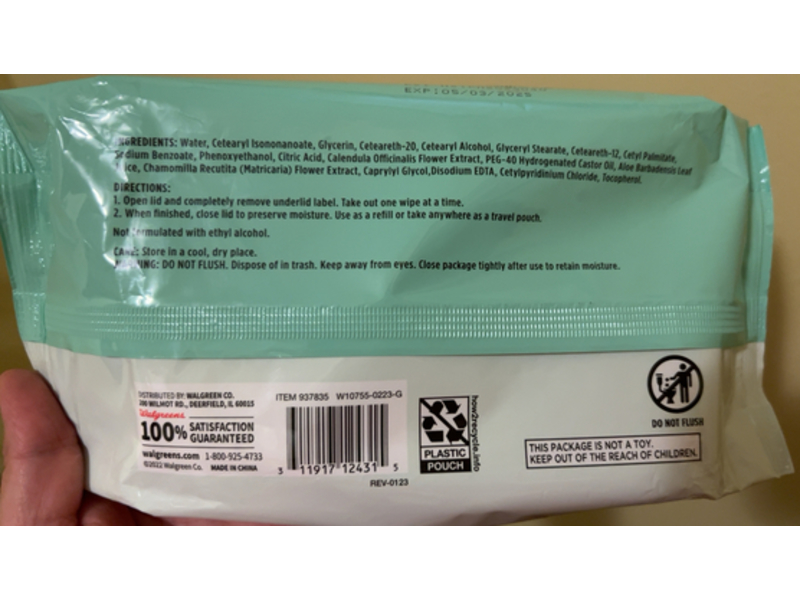 EXP:05/03/2025
INGREDIENTS: Water, Cetearyl Isononanoate, Glycerin, Ceteareth-20, Cetearyl Alcohol, Glyceryl Stearate, Ceteareth-12, Cetyl Palmitate,
Sodium Benzoate, Phenoxyethanol, Citric Acid, Calendula Officinalis Flower Extract, PEG-40 Hydrogenated Castor Oil, Aloe Barbadensis Leaf
Juice, Chamomilla Recutita (Matricaria) Flower Extract, Caprylyl Glycol,Disodium EDTA, Cetylpyridinium Chloride, Tocopherol.
DIRECTIONS:
1. Open lid and completely remove underlid label. Take out one wipe at a time.
2. When finished, close lid to preserve moisture. Use as a refill or take anywhere as a travel pouch.
Not formulated with ethyl alcohol.
CARE: Store in a cool, dry place.
WARNING: DO NOT FLUSH. Dispose of in trash. Keep away from eyes. Close package tightly after use to retain moisture.
DISTRIBUTED BY: WALGREEN CO.
200 WILMOT RD., DEERFIELD, IL 60015
Walgreens
100% SATISFACTION
GUARANTEED
walgreens.com 1-800-925-4733
©2022 Walgreen Co. MADE IN CHINA
ITEM 937835 W10755-0223-G
3 11917 12431 5
REV-0123
PLASTIC
POUCH
how2recycle.info
DO NOT FLUSH
THIS PACKAGE IS NOT A TOY.
KEEP OUT OF THE REACH OF CHILDREN.